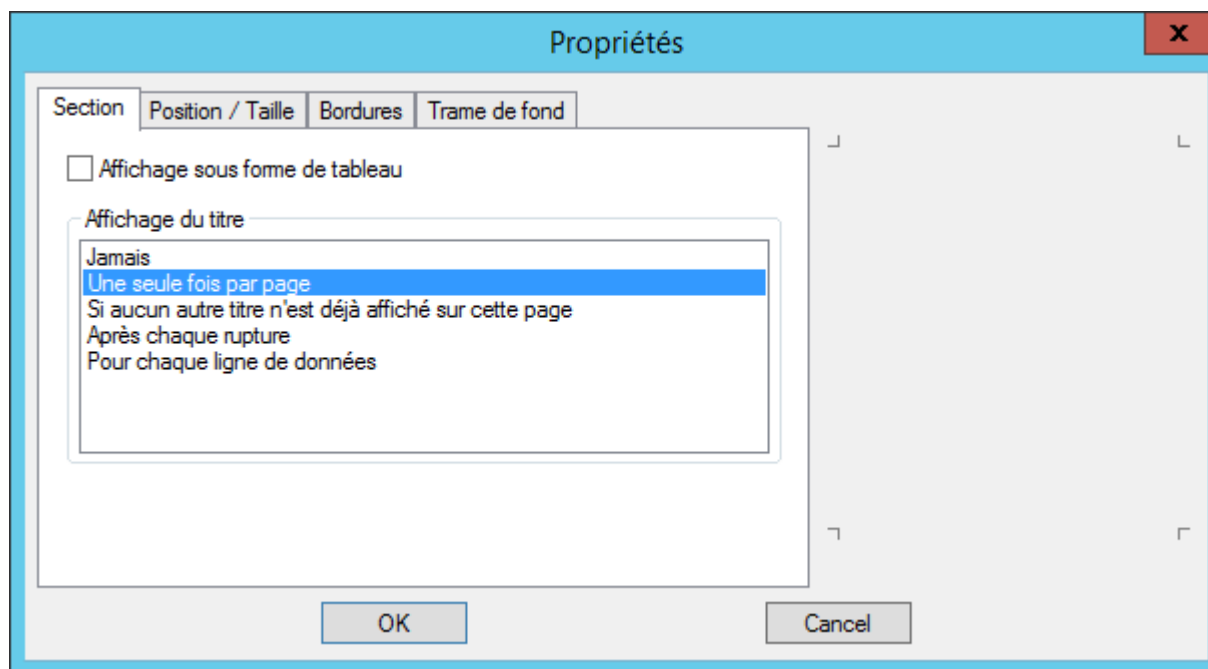 Propriétés
x
Section
Position / Taille
Bordures
Trame de fond
Affichage sous forme de tableau
Affichage du titre
Jamais
Une seule fois par page
Si aucun autre titre n'est déjà affiché sur cette page
Après chaque rupture
Pour chaque ligne de données
OK
Cancel